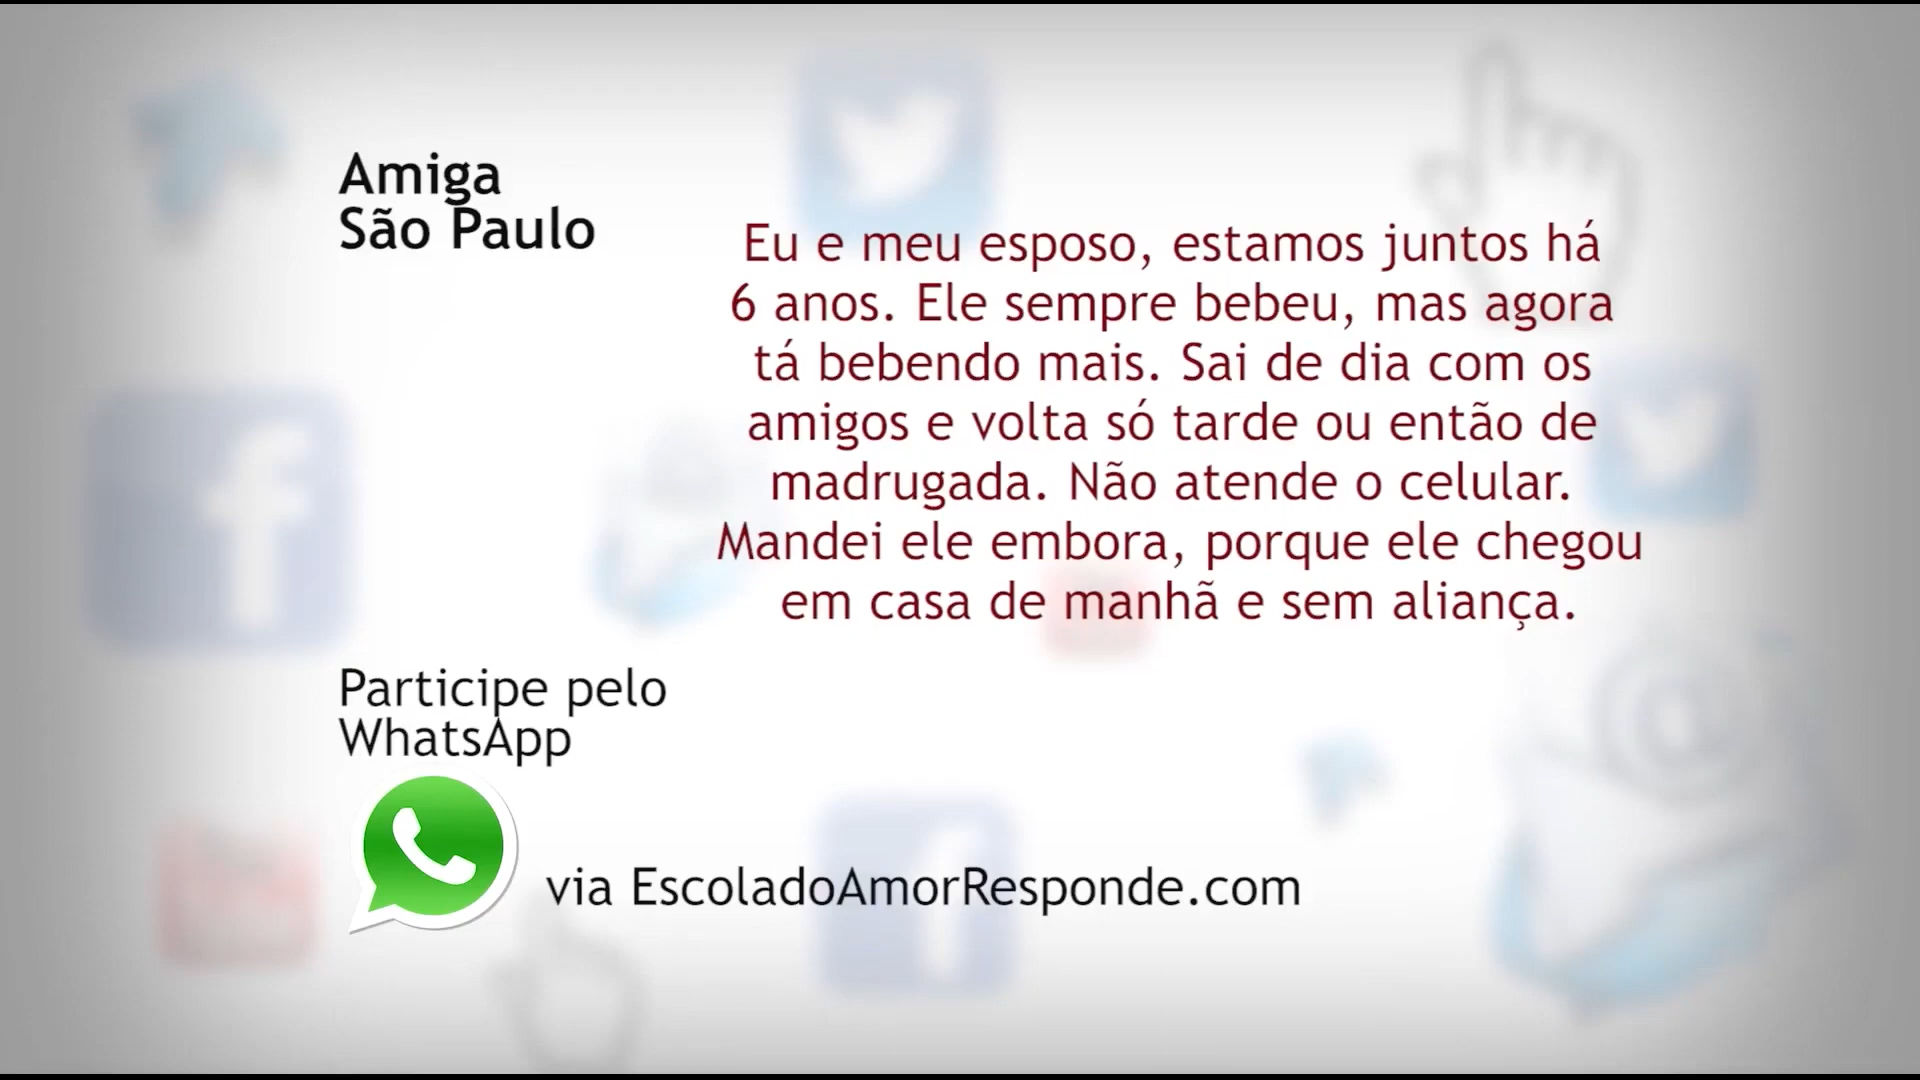 Amiga
São Paulo
Eu e meu esposo, estamos juntos há
6 anos. Ele sempre bebeu, mas agora
tá bebendo mais. Sai de dia com os
amigos e volta só tarde ou então de
madrugada. Não atende o celular.
Mandei ele embora, porque ele chegou
em casa de manhã e sem aliança.
Participe pelo
WhatsApp
via EscoladoAmorResponde.com